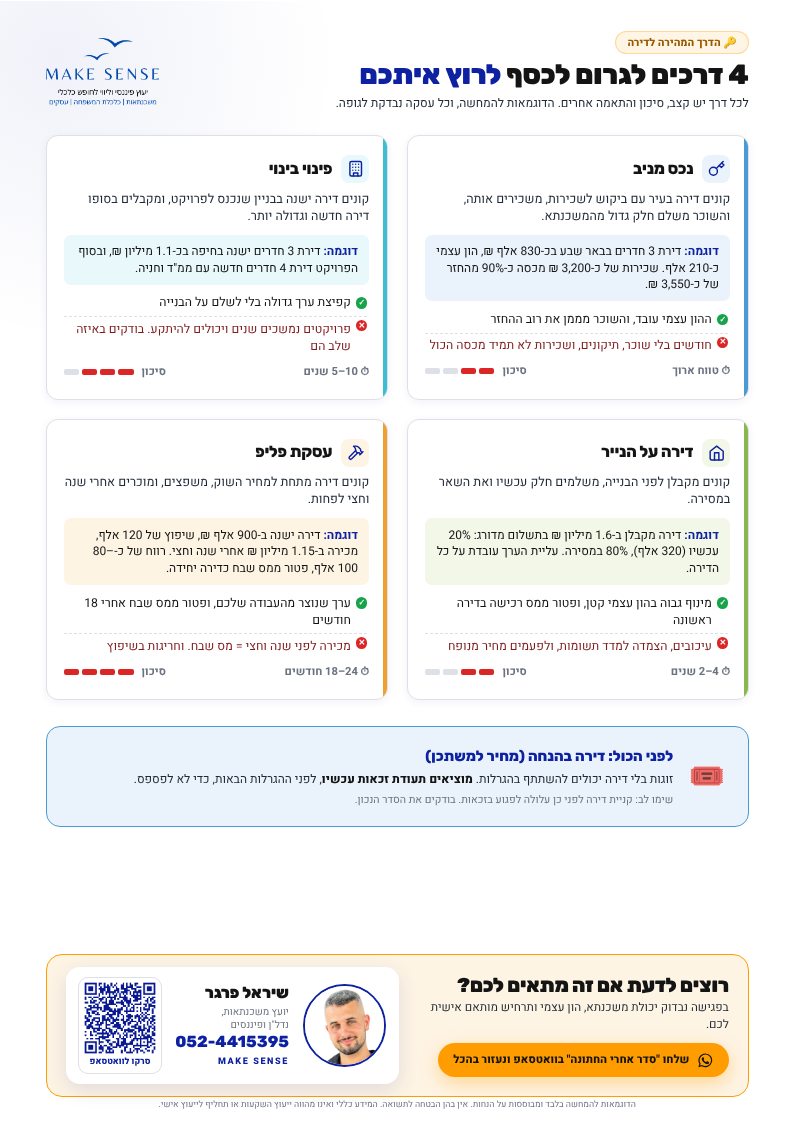 🔑 הדרך המהירה לדירה
4 דרכים לגרום לכסף לרוץ איתכם
לכל דרך יש קצב, סיכון והתאמה אחרים. הדוגמאות להמחשה, וכל עסקה נבדקת לגופה.
MAKE SENSE
יעוץ פיננסי וליווי לחופש כלכלי
משכנתאות | כלכלת המשפחה | עסקים
נכס מניב
קונים דירה בעיר עם ביקוש לשכירות, משכירים אותה,
והשוכר משלם חלק גדול מהמשכנתא.
דוגמה: דירת 3 חדרים בבאר שבע בכ-830 אלף ₪, הון עצמי
כ-210 אלף. שכירות של כ-3,200 ₪ מכסה כ-90% מהחזר
של כ-3,550 ₪.
ההון עצמי עובד, והשוכר מממן את רוב ההחזר
חודשים בלי שוכר, תיקונים, ושכירות לא תמיד מכסה הכול
⏱ טווח ארוך
סיכון
פינוי בינוי
קונים דירה ישנה בבניין שנכנס לפרויקט, ומקבלים בסופו
דירה חדשה וגדולה יותר.
דוגמה: דירת 3 חדרים ישנה בחיפה בכ-1.1 מיליון ₪, ובסוף
הפרויקט דירת 4 חדרים חדשה עם ממ"ד וחניה.
קפיצת ערך גדולה בלי לשלם על הבנייה
פרויקטים נמשכים שנים ויכולים להיתקע. בודקים באיזה
שלב הם
⏱ 5–10 שנים
סיכון
דירה על הנייר
קונים מקבלן לפני הבנייה, משלמים חלק עכשיו ואת השאר
במסירה.
דוגמה: דירה מקבלן ב-1.6 מיליון ₪ בתשלום מדורג: 20%
עכשיו (320 אלף), 80% במסירה. עליית הערך עובדת על כל
הדירה.
מינוף גבוה בהון עצמי קטן, ופטור ממס רכישה בדירה
ראשונה
עיכובים, הצמדה למדד תשומות, ולפעמים מחיר מנופח
⏱ 2–4 שנים
סיכון
עסקת פליפ
קונים דירה מתחת למחיר השוק, משפצים, ומוכרים אחרי שנה
וחצי לפחות.
דוגמה: דירה ישנה ב-900 אלף ₪, שיפוץ של 120 אלף,
מכירה ב-1.15 מיליון ₪ אחרי שנה וחצי. רווח של כ-80–
100 אלף, פטור ממס שבח כדירה יחידה.
ערך שנוצר מהעבודה שלכם, ופטור ממס שבח אחרי 18
חודשים
מכירה לפני שנה וחצי = מס שבח. וחריגות בשיפוץ
⏱ 18–24 חודשים
סיכון
לפני הכול: דירה בהנחה (מחיר למשתכן)
זוגות בלי דירה יכולים להשתתף בהגרלות. מוציאים תעודת זכאות עכשיו, לפני ההגרלות הבאות, כדי לא לפספס.
שימו לב: קניית דירה לפני כן עלולה לפגוע בזכאות. בודקים את הסדר הנכון.
רוצים לדעת אם זה מתאים לכם?
בפגישה נבדוק יכולת משכנתא, הון עצמי ותרחיש מותאם אישית
לכם.
שלחו "סדר אחרי החתונה" בוואטסאפ ונעזור בהכל
שיראל פרגר
יועץ משכנתאות,
נדל"ן ופיננסים
052-4415395
MAKE SENSE
סרקו לוואטסאפ
הדוגמאות להמחשה בלבד ומבוססות על הנחות. אין בהן הבטחה לתשואה. המידע כללי ואינו מהווה ייעוץ השקעות או תחליף לייעוץ אישי.